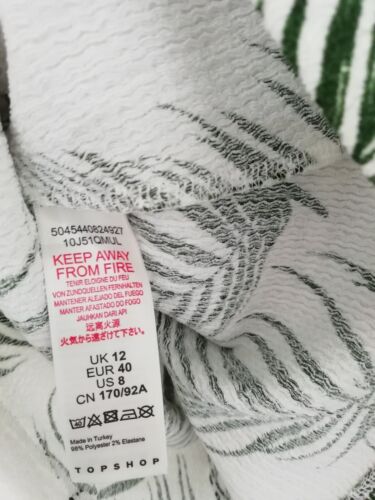 5045440824927
10J51QMUL
KEEP AWAY
FROM FIRE
TENIR ELOIGNE DU FEU
VON ZUNDQUELLEN FERNHALTEN
MANTENER ALEJADO DEL FUEGO
MANTER AFASTADO DO FOGO
JAUHKAN DARI API
远离火源
火気から遠ざけて下さい。
UK 12
EUR 40
US 8
CN 170/92A
40
Made in Turkey
98% Polyester 2% Elastane
TOPSHOP